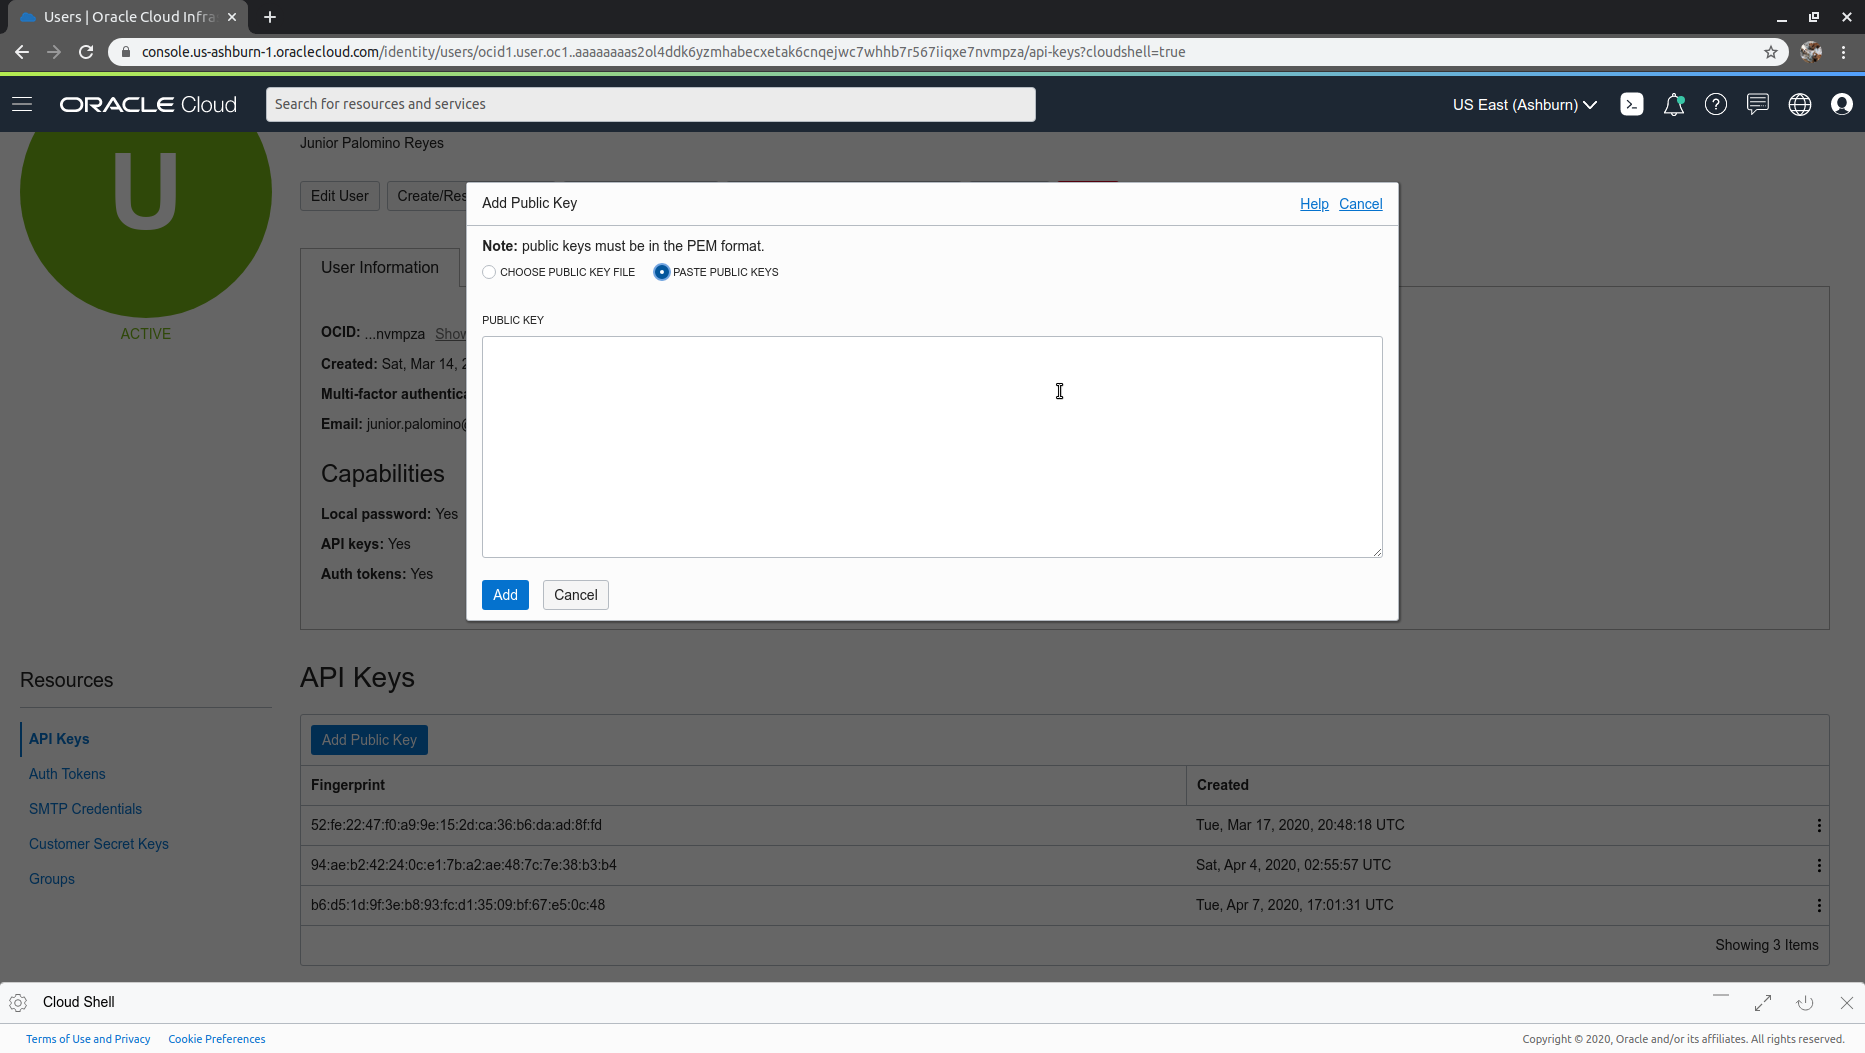 Users | Oracle Cloud Infra
console.us-ashburn-1.oraclecloud.com/identity/users/ocid1.user.oc1..aaaaaaaas2ol4ddk6yzmhabecxetak6cnqejwc7whhb7r567iiqxe7nvmpza/api-keys?cloudshell=true
ORACLE Cloud
Search for resources and services
US East (Ashburn)
U
ACTIVE
Junior Palomino Reyes
Edit User
Create/Res
User Information
OCID: ...nvmpza Show
Created: Sat, Mar 14, 2
Multi-factor authentica
Email: junior.palomino@
Capabilities
Local password: Yes
API keys: Yes
Auth tokens: Yes
Add Public Key
Help Cancel
Note: public keys must be in the PEM format.
CHOOSE PUBLIC KEY FILE PASTE PUBLIC KEYS
PUBLIC KEY
Add Cancel
Resources
API Keys
Auth Tokens
SMTP Credentials
Customer Secret Keys
Groups
API Keys
Add Public Key
Fingerprint Created
52:fe:22:47:f0:a9:9e:15:2d:ca:36:b6:da:ad:8f:fd Tue, Mar 17, 2020, 20:48:18 UTC
94:ae:b2:42:24:0c:e1:7b:a2:ae:48:7c:7e:38:b3:b4 Sat, Apr 4, 2020, 02:55:57 UTC
b6:d5:1d:9f:3e:b8:93:fc:d1:35:09:bf:67:e5:0c:48 Tue, Apr 7, 2020, 17:01:31 UTC
Showing 3 Items
Cloud Shell
Terms of Use and Privacy Cookie Preferences
Copyright © 2020, Oracle and/or its affiliates. All rights reserved.